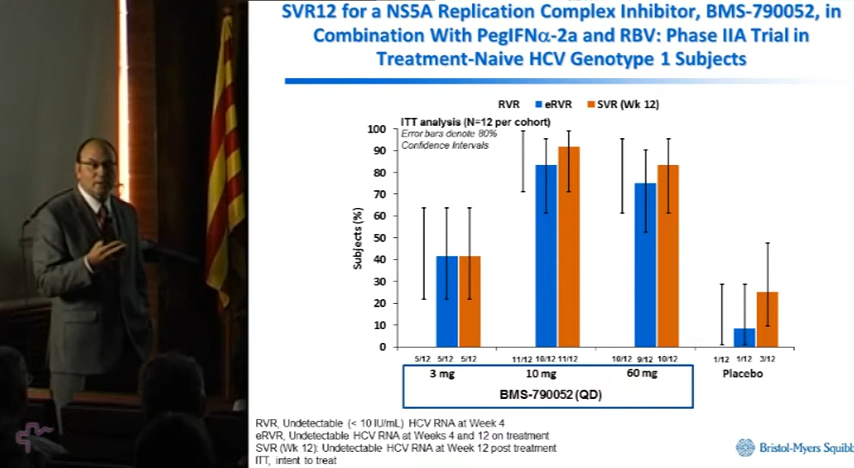 SVR12 for a NS5A Replication Complex Inhibitor, BMS-790052, in
Combination With PegIFNα-2a and RBV: Phase IIA Trial in
Treatment-Naive HCV Genotype 1 Subjects
RVR eRVR SVR (Wk 12)
ITT analysis (N=12 per cohort)
Error bars denote 80%
Confidence Intervals
Subjects (%)
100
90
80
70
60
50
40
30
20
10
0
5/12 5/12 5/12 11/12 10/12 11/12 10/12 9/12 10/12 1/12 1/12 3/12
3 mg 10 mg 60 mg Placebo
BMS-790052 (QD)
RVR, Undetectable (< 10 IU/mL) HCV RNA at Week 4
eRVR, Undetectable HCV RNA at Weeks 4 and 12 on treatment
SVR (Wk 12): Undetectable HCV RNA at Week 12 post treatment
ITT, intent to treat
Bristol-Myers Squibb